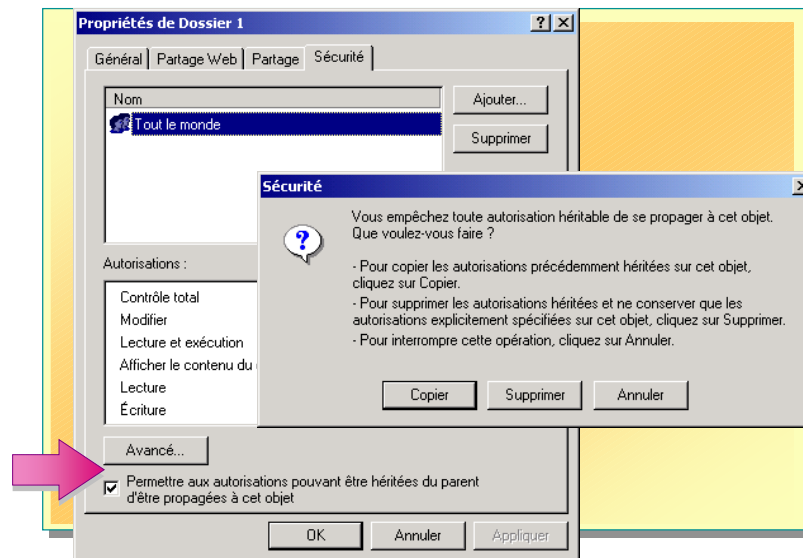 Propriétés de Dossier 1
Général
Partage Web
Partage
Sécurité
Nom
Tout le monde
Ajouter...
Supprimer
Sécurité
Vous empêchez toute autorisation héritable de se propager à cet objet.
Que voulez-vous faire ?
- Pour copier les autorisations précédemment héritées sur cet objet,
cliquez sur Copier.
- Pour supprimer les autorisations héritées et ne conserver que les
autorisations explicitement spécifiées sur cet objet, cliquez sur Supprimer.
- Pour interrompre cette opération, cliquez sur Annuler.
Copier
Supprimer
Annuler
Autorisations :
Contrôle total
Modifier
Lecture et exécution
Afficher le contenu du
Lecture
Écriture
Avancé...
Permettre aux autorisations pouvant être héritées du parent
d'être propagées à cet objet
OK
Annuler
Appliquer